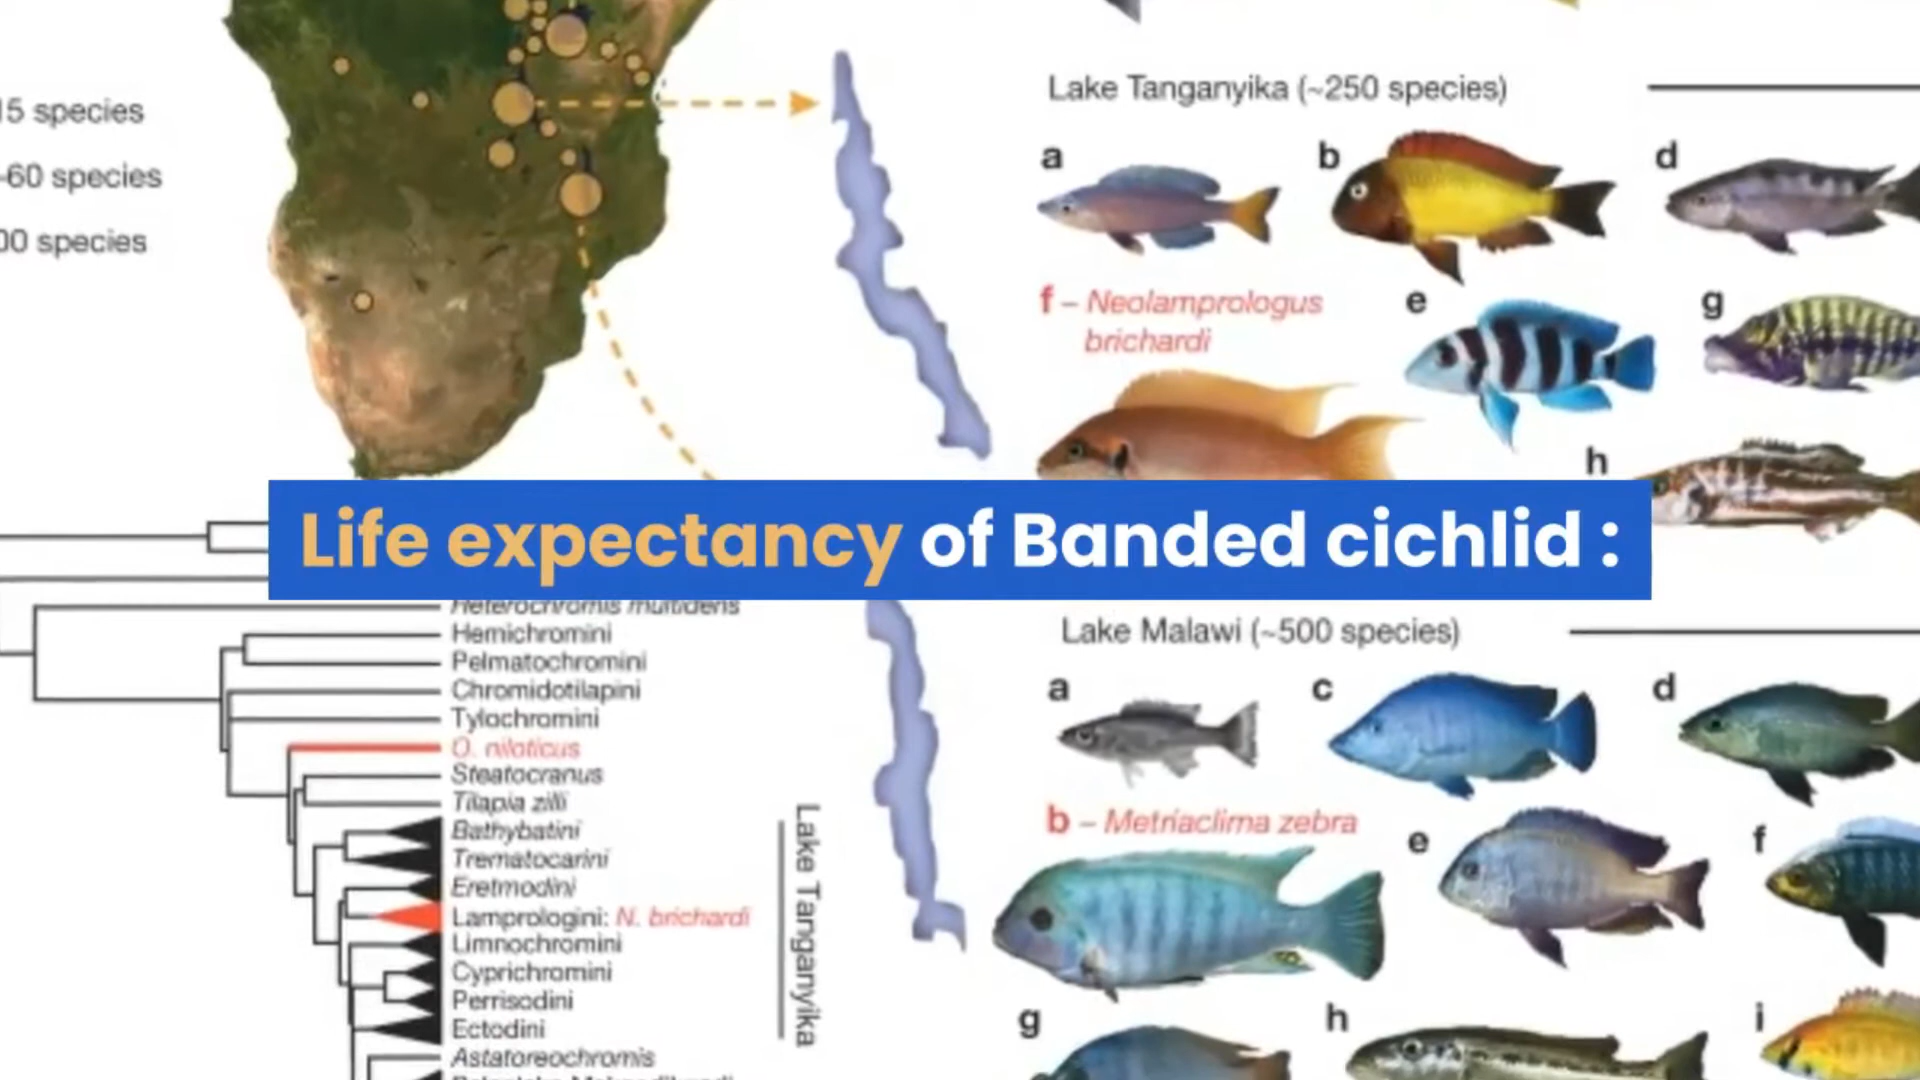 15 species
-60 species
00 species
Lake Tanganyika (~250 species)
a
b
d
f – Neolamprologus
brichardi
e
g
h
Life expectancy of Banded cichlid :
Heterochromis multidens
Hemichromini
Pelmatochromini
Chromidotilapini
Tylochromini
O. niloticus
Steatocranus
Tilapia zilli
Bathybatini
Trematocarini
Eretmodini
Lamprologini: N. brichardi
Limnochromini
Cyprichromini
Perrisodini
Ectodini
Astatoreochromis
Lake Tanganyika
Lake Malawi (~500 species)
a
c
d
b – Metriaclima zebra
e
f
g
h
i